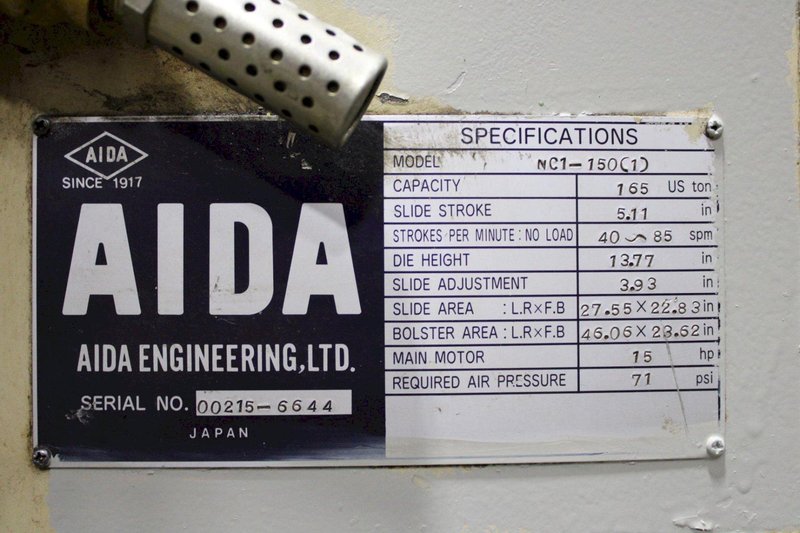 AIDA
SINCE 1917
AIDA
AIDA ENGINEERING,LTD.
SERIAL NO. 00215-6644
JAPAN
SPECIFICATIONS
MODEL NC1-150(1)
CAPACITY 165 US ton
SLIDE STROKE 5.11 in
STROKES PER MINUTE : NO LOAD 40 ~ 85 spm
DIE HEIGHT 13.77 in
SLIDE ADJUSTMENT 3.93 in
SLIDE AREA : L.R×F.B 27.55 × 22.83 in
BOLSTER AREA : L.R×F.B 46.06 × 23.62 in
MAIN MOTOR 15 hp
REQUIRED AIR PRESSURE 71 psi